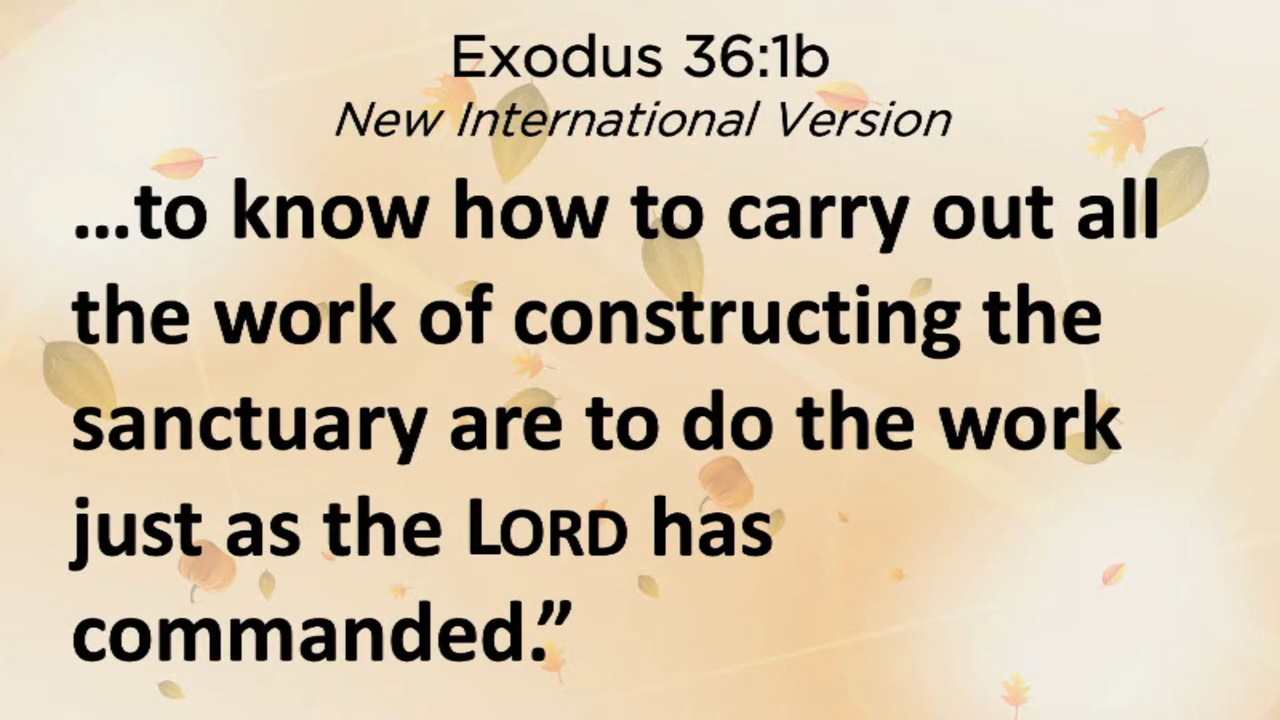 Exodus 36:1b
New International Version
...to know how to carry out all
the work of constructing the
sanctuary are to do the work
just as the LORD has
commanded.”